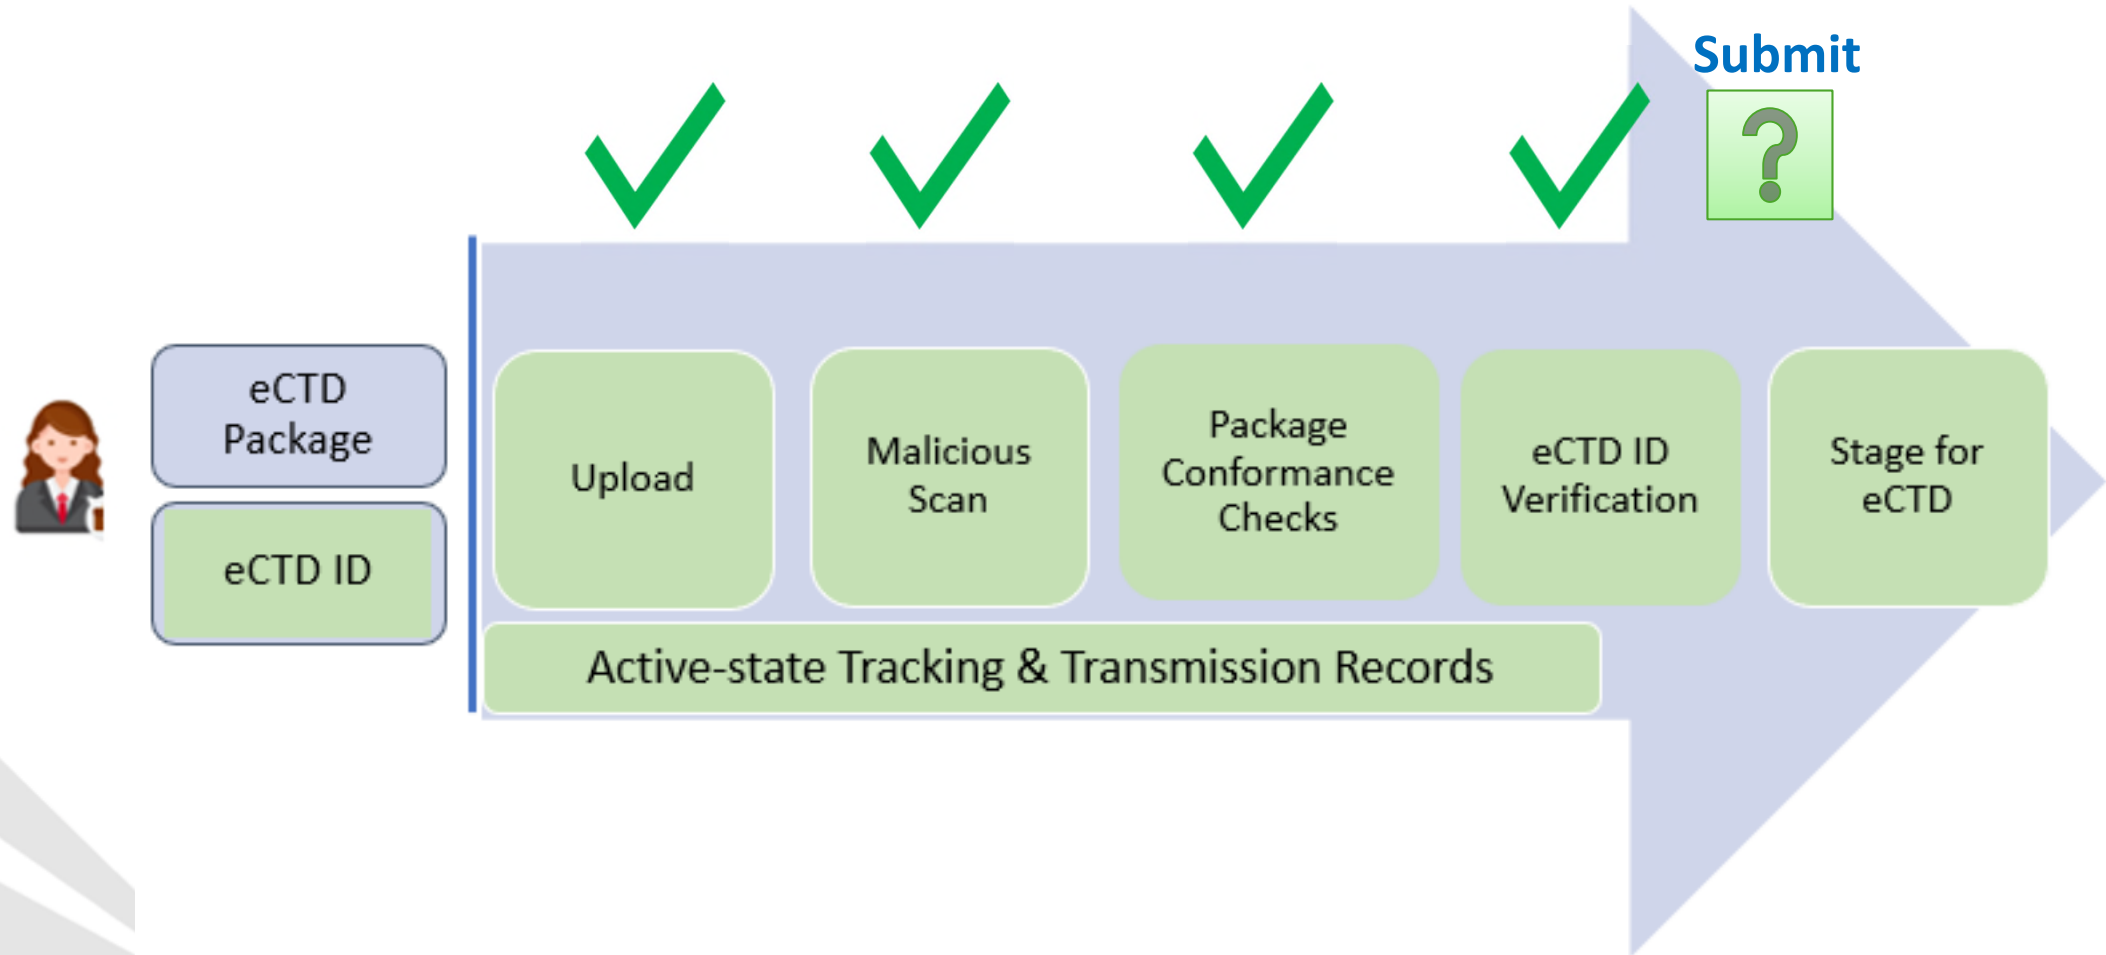 Submit
?
eCTD
Package
eCTD ID
Upload
Malicious
Scan
Package
Conformance
Checks
eCTD ID
Verification
Stage for
eCTD
Active-state Tracking & Transmission Records